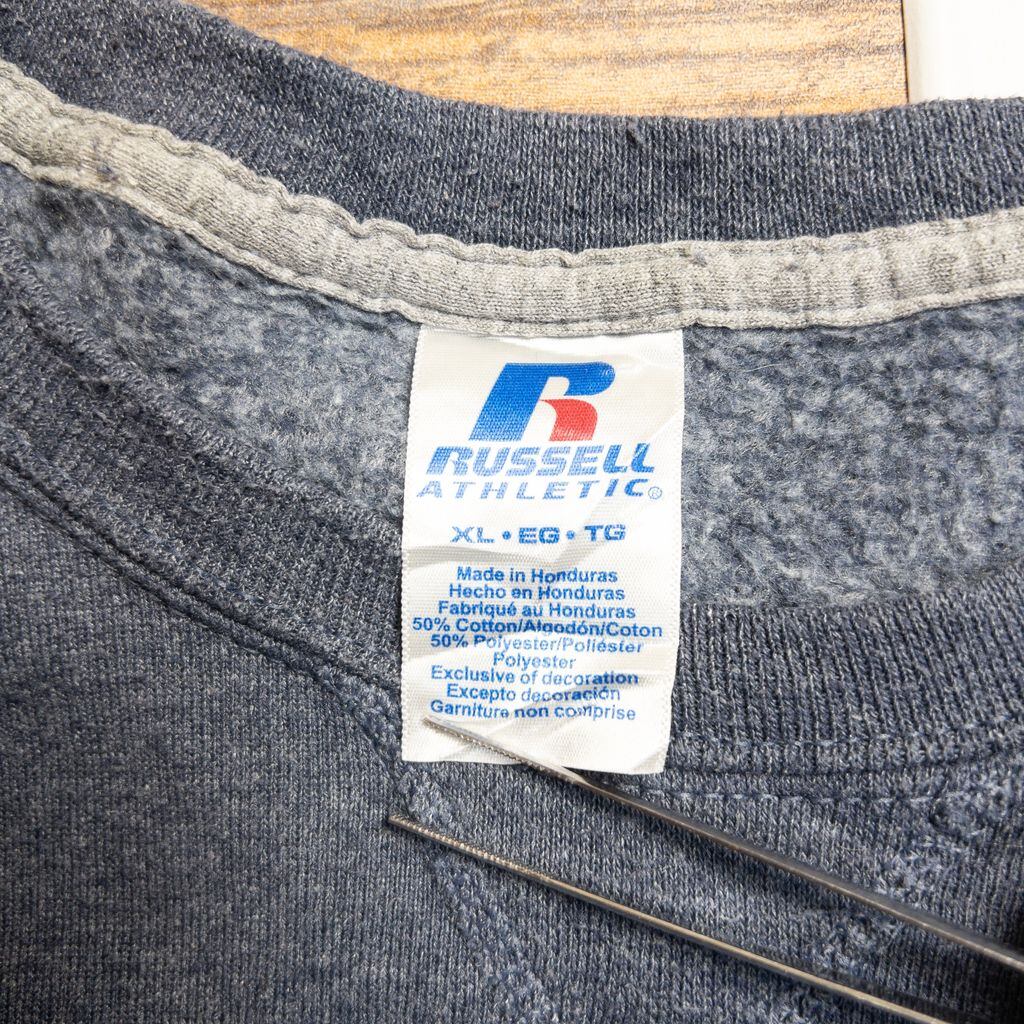 R
RUSSELL
ATHLETIC®
XL • EG • TG
Made in Honduras
Hecho en Honduras
Fabriqué au Honduras
50% Cotton/Algodón/Coton
50% Polyester/Poliéster
Polyester
Exclusive of decoration
Excepto decoración
Garniture non comprise